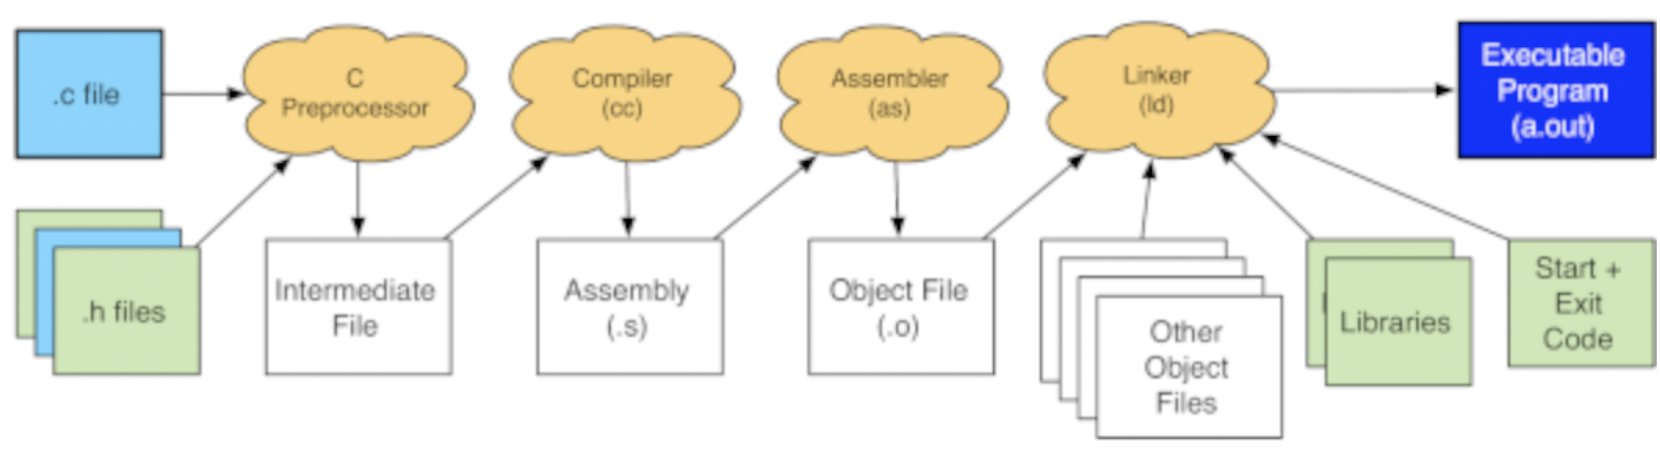 .c file
C
Preprocessor
Compiler
(cc)
Assembler
(as)
Linker
(ld)
Executable
Program
(a.out)
.h files
Intermediate
File
Assembly
(.s)
Object File
(.o)
Other
Object
Files
Libraries
Start +
Exit
Code